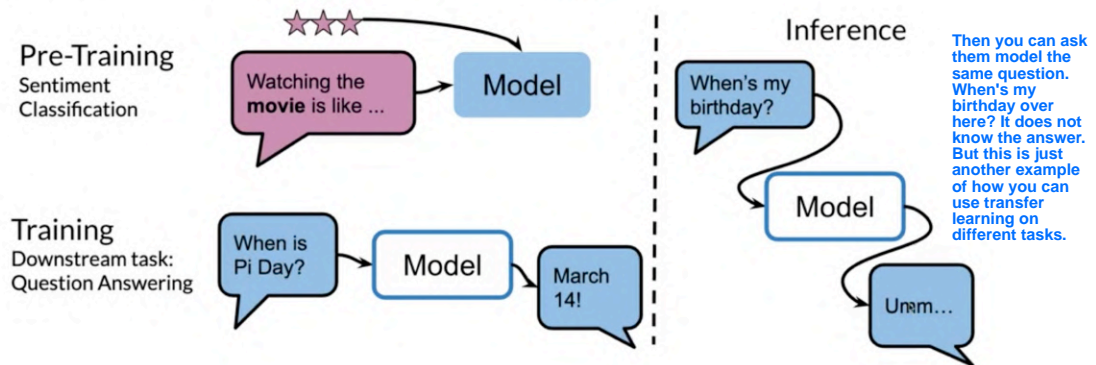 Pre-Training
Sentiment
Classification
Watching the
movie is like ...
Model
Training
Downstream task:
Question Answering
When is
Pi Day?
Model
March
14!
Inference
When's my
birthday?
Model
Umm...
Then you can ask
them model the
same question.
When's my
birthday over
here? It does not
know the answer.
But this is just
another example
of how you can
use transfer
learning on
different tasks.